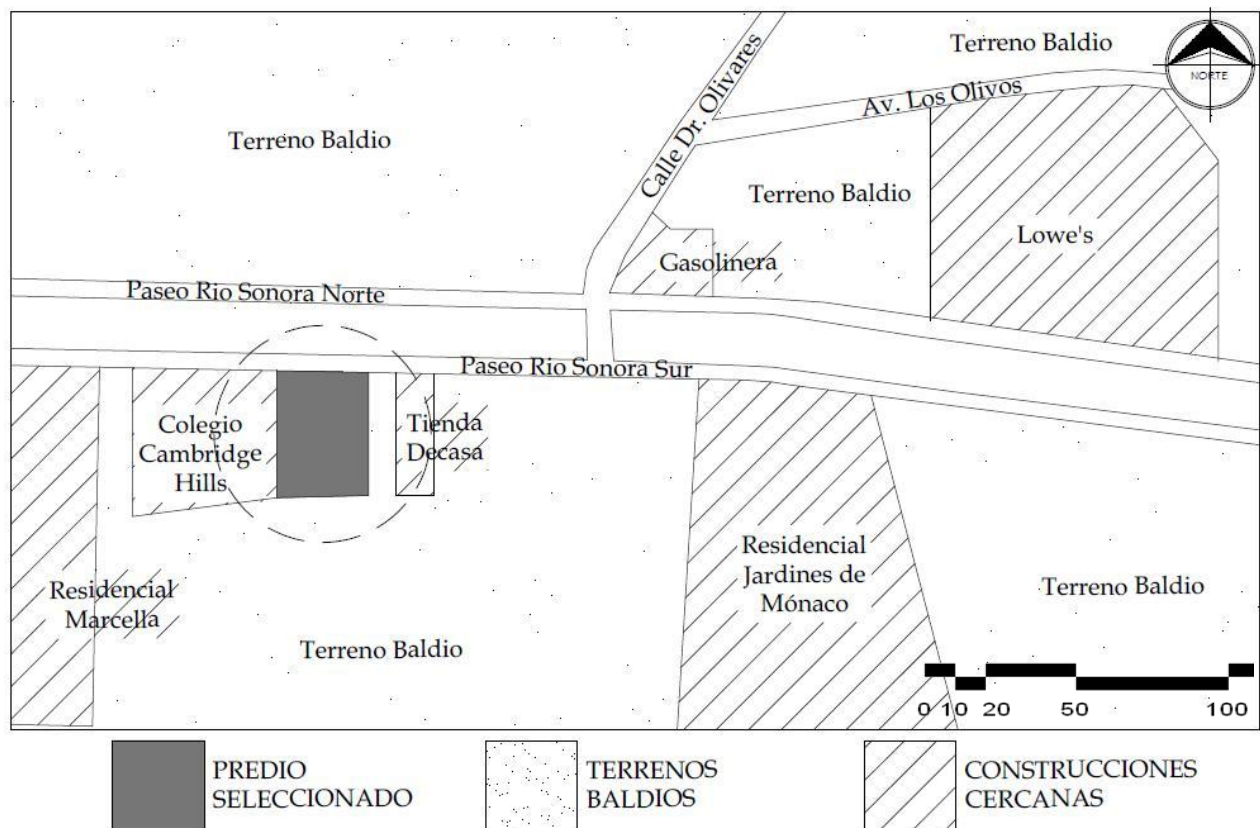 Terreno Baldio
NORTE
Calle Dr. Olivares
Av. Los Olivos
Terreno Baldio
Terreno Baldio
Lowe's
Gasolinera
Paseo Rio Sonora Norte
Paseo Rio Sonora Sur
Colegio
Cambridge
Hills
Tienda
Decasa
Residencial
Jardines de
Mónaco
Residencial
Marcella
Terreno Baldio
Terreno Baldio
0 10 20 50 100
PREDIO
SELECCIONADO
TERRENOS
BALDIOS
CONSTRUCCIONES
CERCANAS